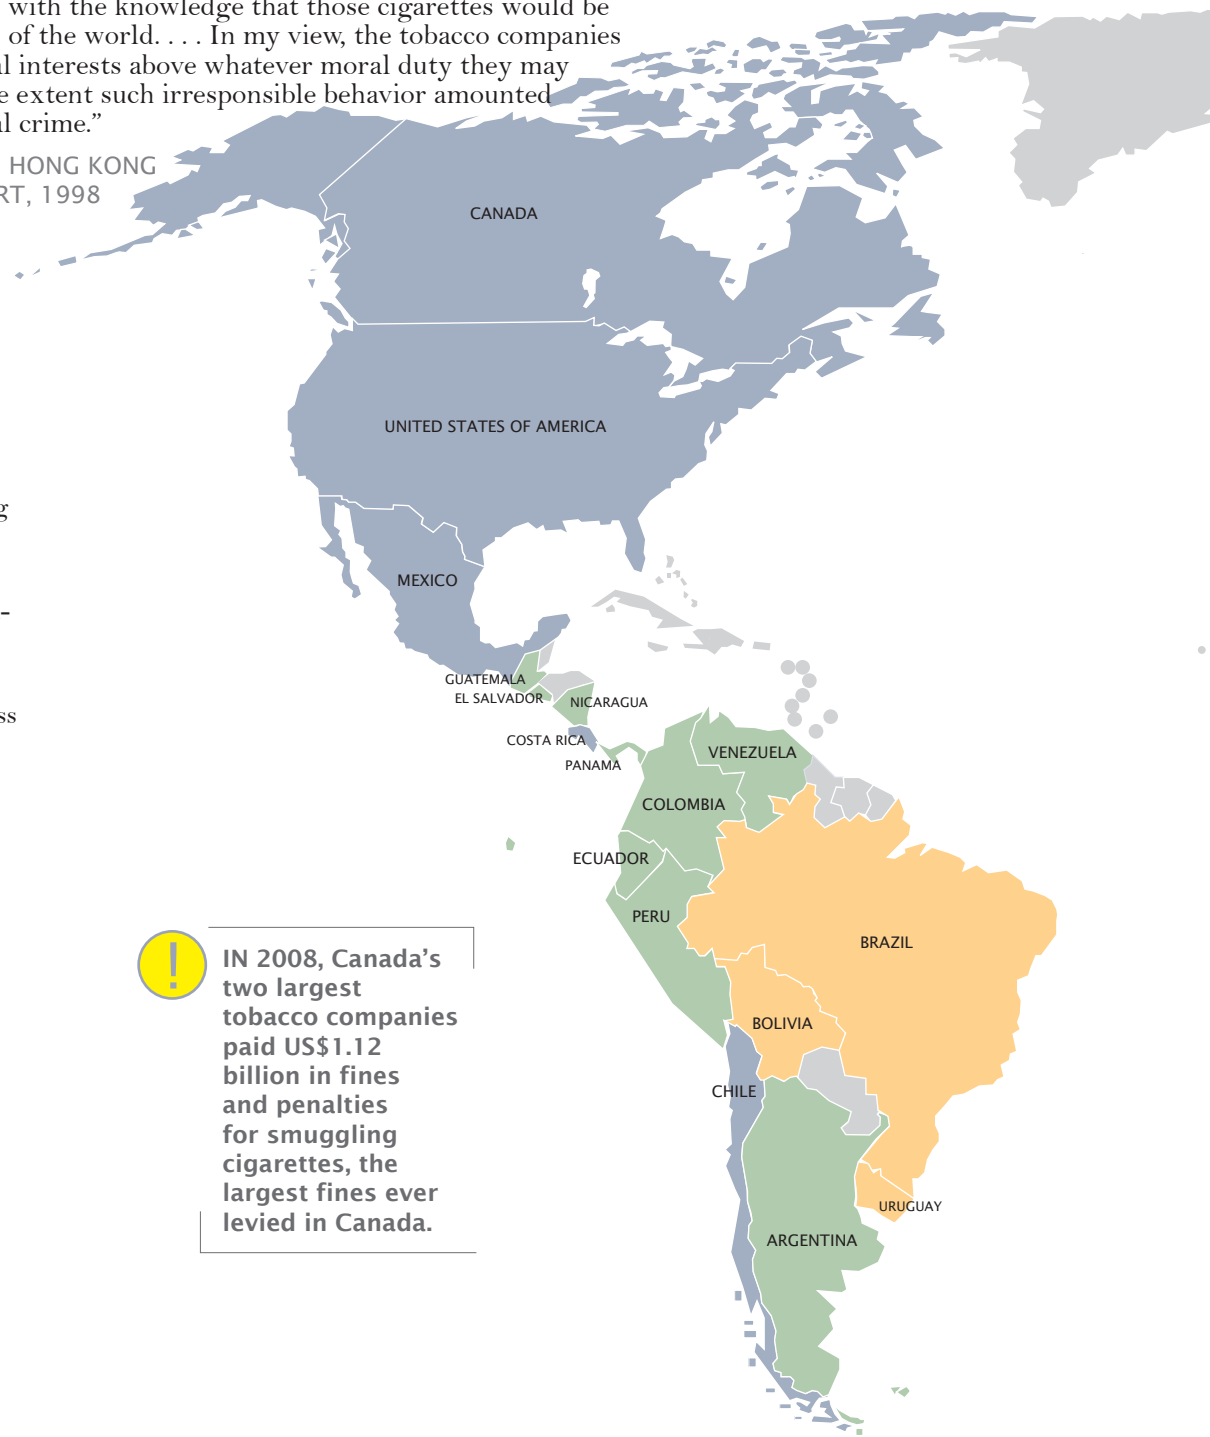 with the knowledge that those cigarettes would be
of the world. . . . In my view, the tobacco companies
l interests above whatever moral duty they may
e extent such irresponsible behavior amounted
l crime.”
HONG KONG
RT, 1998
CANADA
UNITED STATES OF AMERICA
g
MEXICO
-
GUATEMALA
EL SALVADOR
NICARAGUA
ss
COSTA RICA
PANAMA
VENEZUELA
COLOMBIA
ECUADOR
PERU
BRAZIL
BOLIVIA
CHILE
URUGUAY
ARGENTINA
!
IN 2008, Canada’s
two largest
tobacco companies
paid US$1.12
billion in fines
and penalties
for smuggling
cigarettes, the
largest fines ever
levied in Canada.